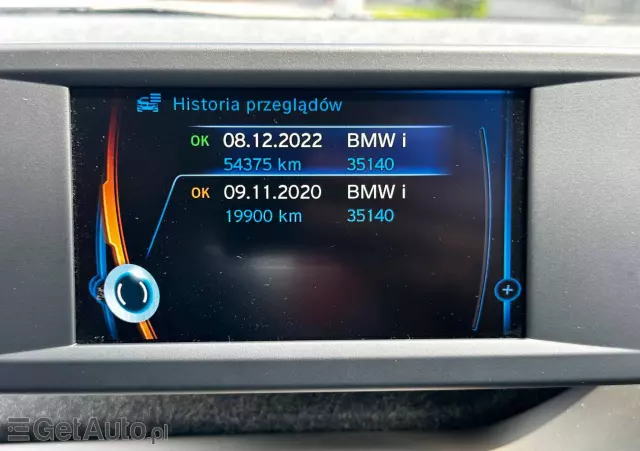 Historia przeglądów
OK 08.12.2022 BMW i
54375 km 35140
OK 09.11.2020 BMW i
19900 km 35140
GetAuto.pl